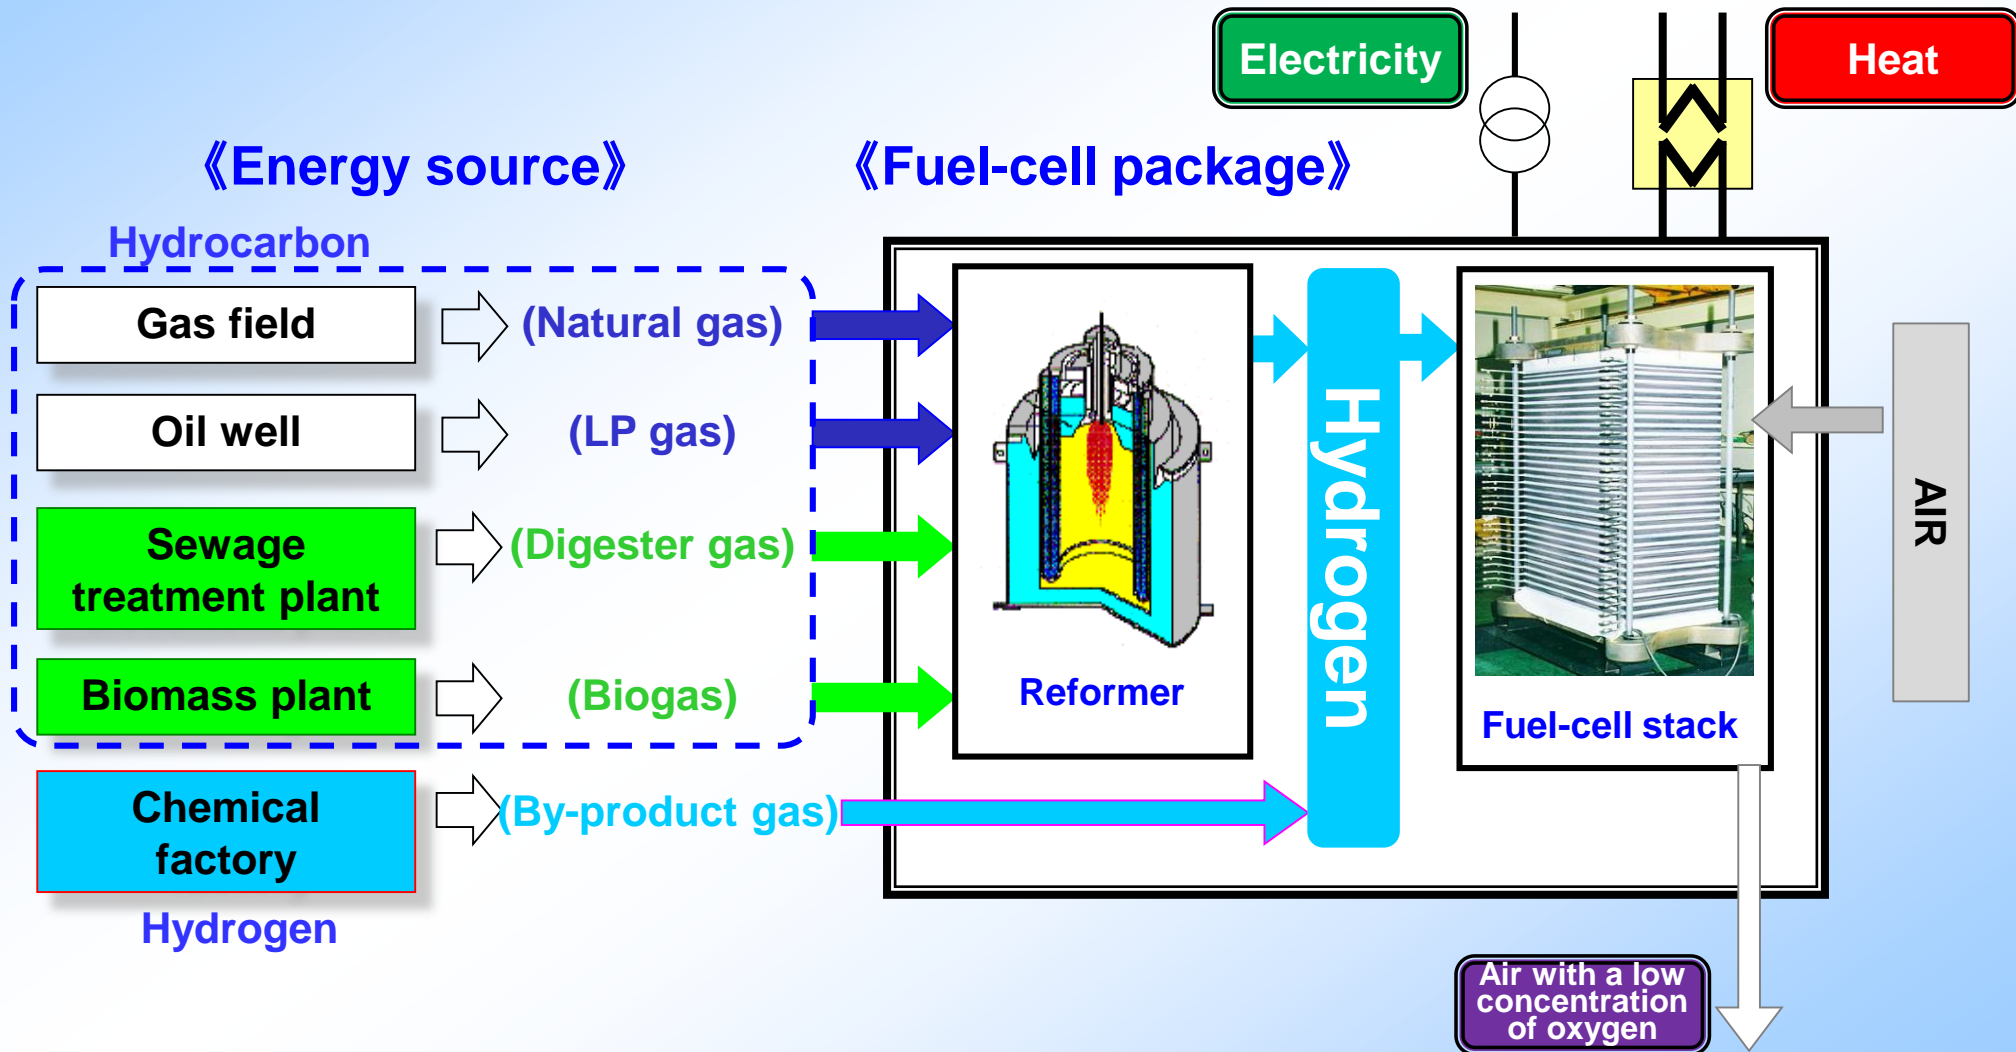 Electricity
Heat
《Energy source》
《Fuel-cell package》
Hydrocarbon
Gas field
(Natural gas)
Oil well
(LP gas)
Sewage
treatment plant
(Digester gas)
Biomass plant
(Biogas)
Chemical
factory
(By-product gas)
Hydrogen
Reformer
Hydrogen
Fuel-cell stack
AIR
Air with a low
concentration
of oxygen